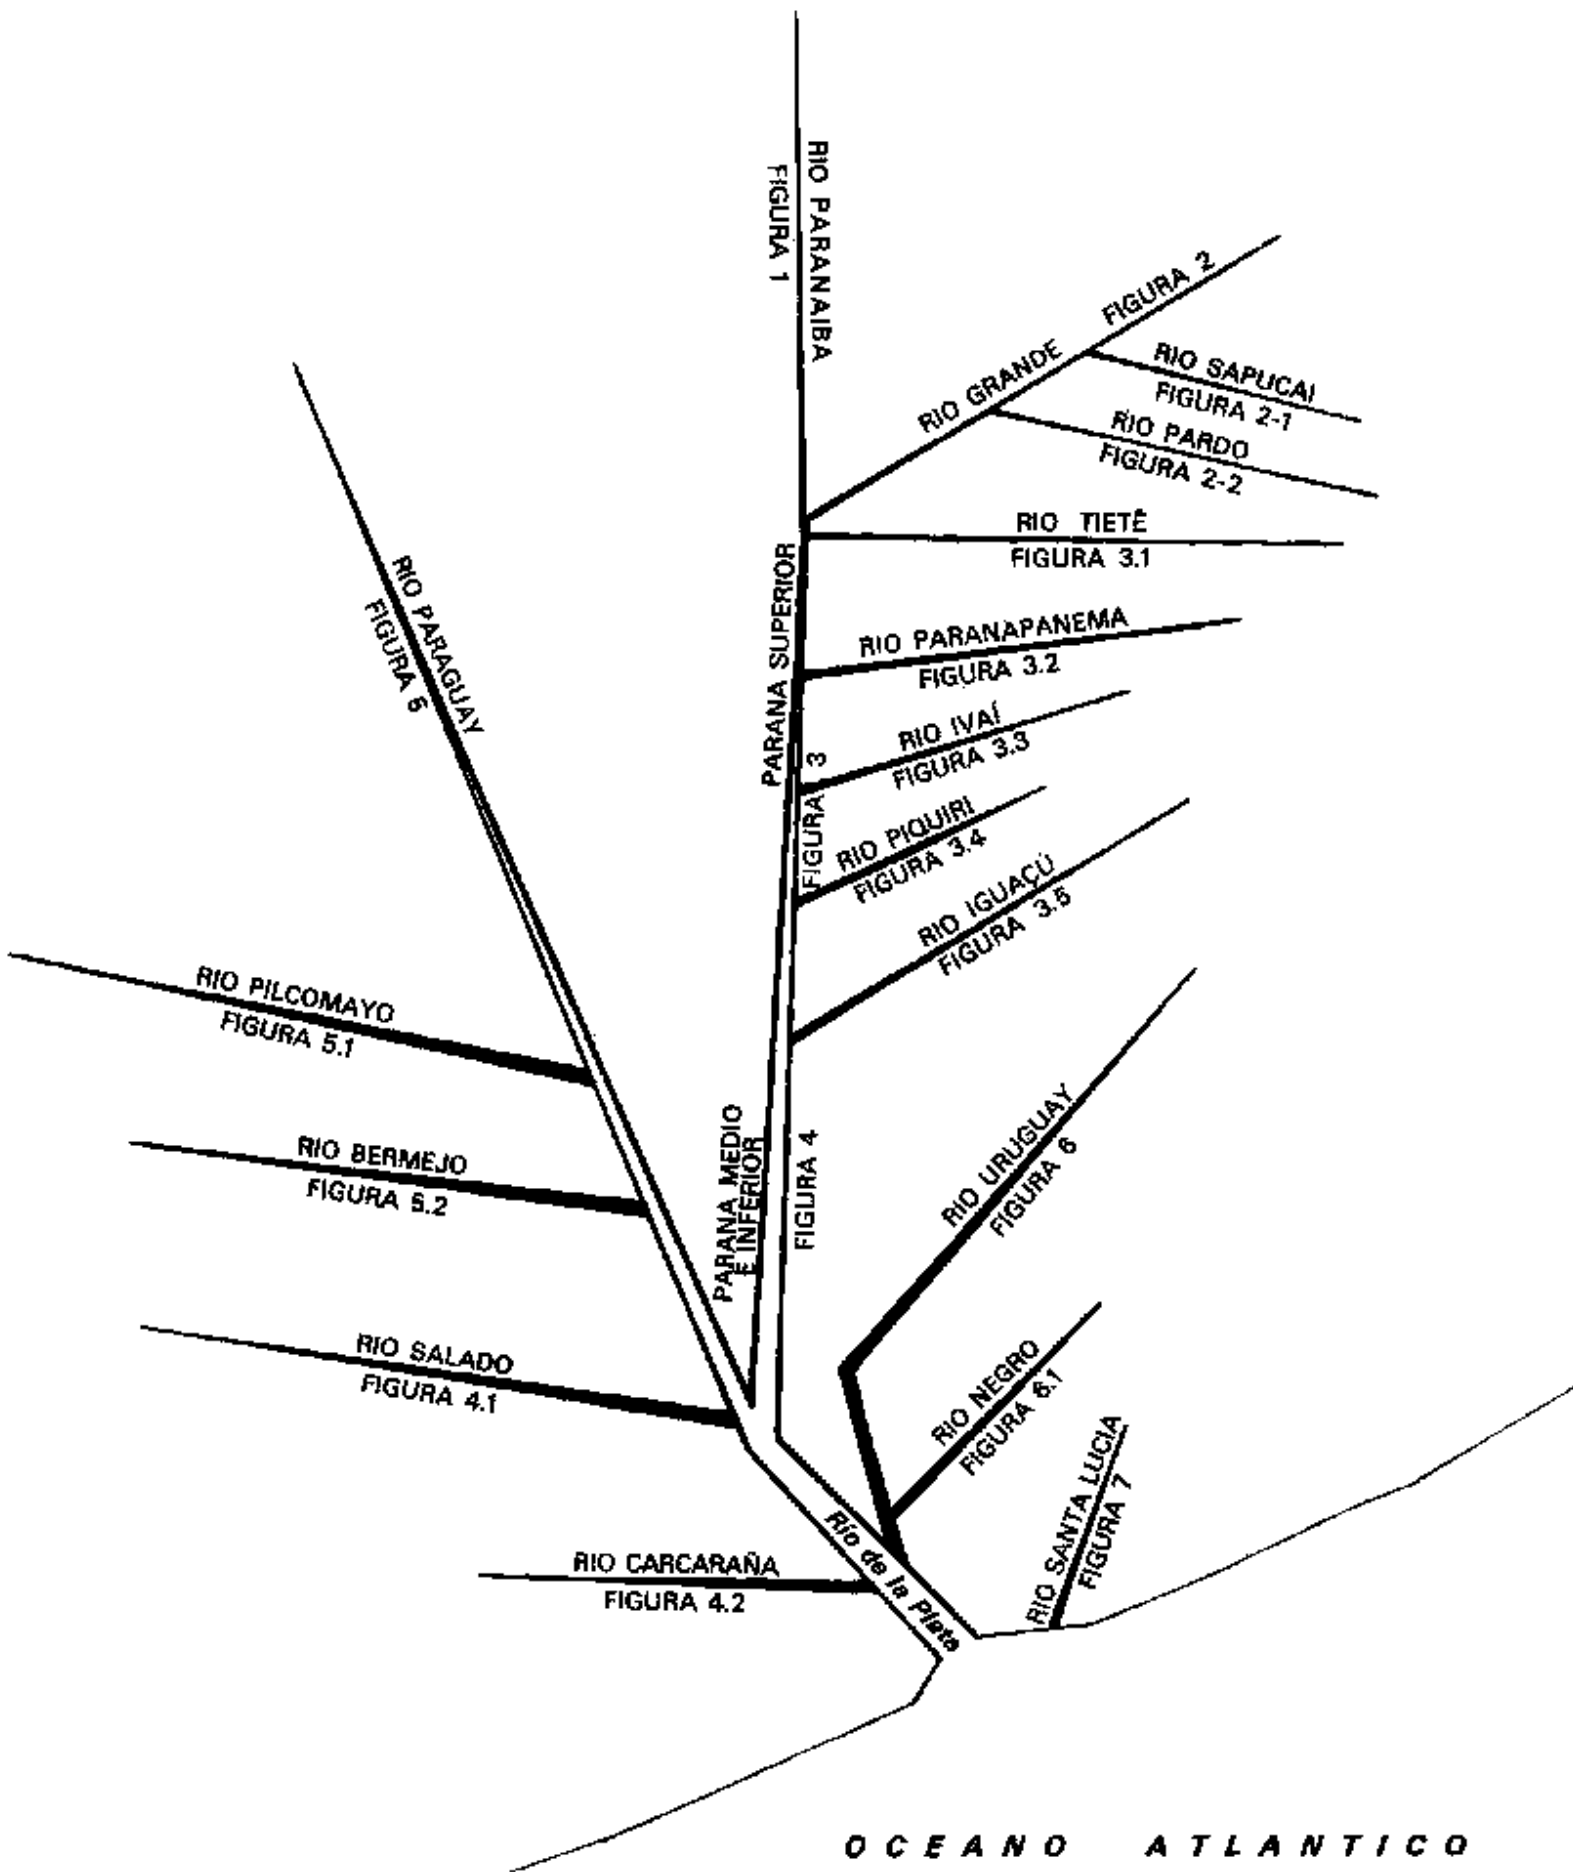 RIO PARANAIBA
FIGURA 1
RIO GRANDE
FIGURA 2
RIO SAPUCAI
FIGURA 2-1
RIO PARDO
FIGURA 2-2
RIO TIETÊ
FIGURA 3.1
PARANA SUPERIOR
FIGURA 3
RIO PARANAPANEMA
FIGURA 3.2
RIO IVAÍ
FIGURA 3.3
RIO PIQUIRI
FIGURA 3.4
RIO IGUAÇÚ
FIGURA 3.5
RIO PARAGUAY
FIGURA 5
RIO PILCOMAYO
FIGURA 5.1
RIO BERMEJO
FIGURA 5.2
PARANA MEDIO
E INFERIOR
FIGURA 4
RIO SALADO
FIGURA 4.1
RIO CARCARAÑA
FIGURA 4.2
RIO URUGUAY
FIGURA 6
RIO NEGRO
FIGURA 6.1
RIO SANTA LUCIA
FIGURA 7
Río de la Plata
OCEANO ATLANTICO